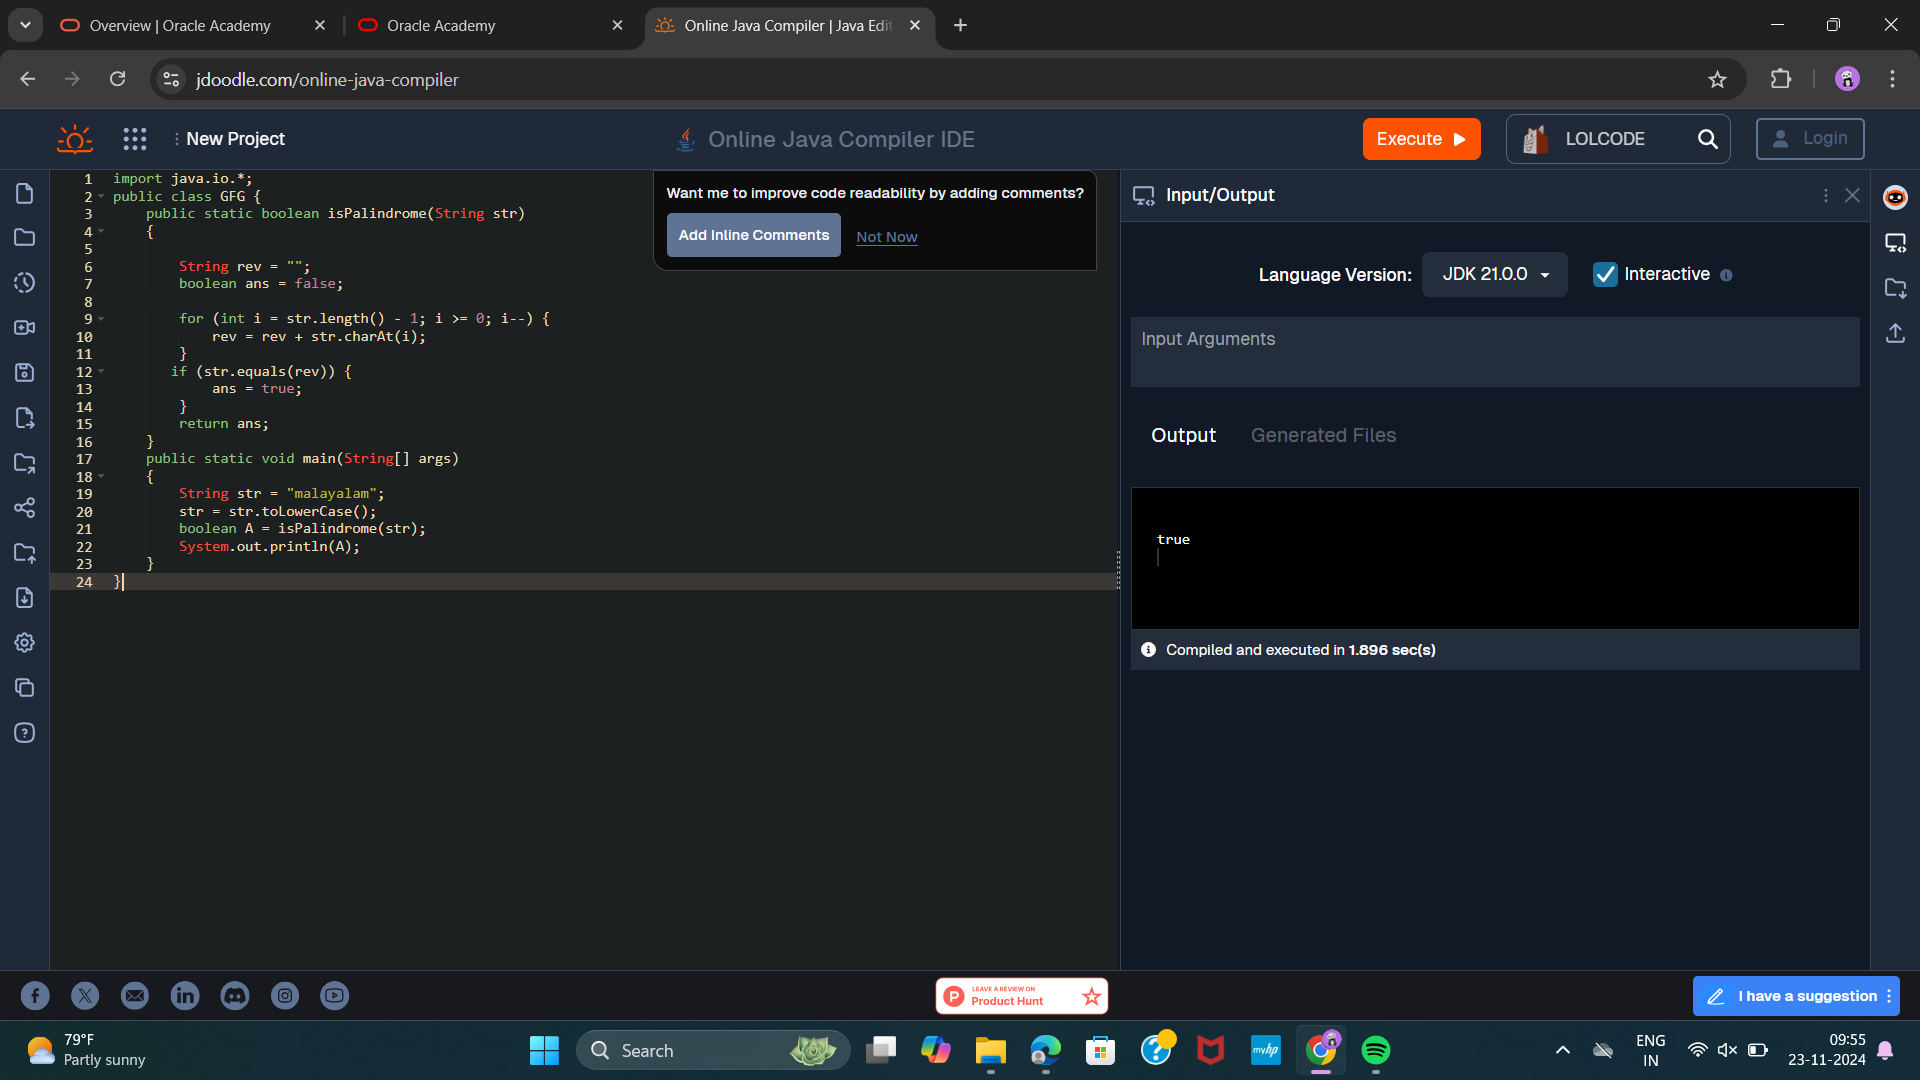 Overview | Oracle Academy
Oracle Academy
Online Java Compiler | Java Edit
jdoodle.com/online-java-compiler
New Project
Online Java Compiler IDE
Execute
LOLCODE
Login
1 import java.io.*;
2 public class GFG {
3 public static boolean isPalindrome(String str)
4 {
5
6 String rev = "";
7 boolean ans = false;
8
9 for (int i = str.length() - 1; i >= 0; i--) {
10 rev = rev + str.charAt(i);
11 }
12 if (str.equals(rev)) {
13 ans = true;
14 }
15 return ans;
16 }
17 public static void main(String[] args)
18 {
19 String str = "malayalam";
20 str = str.toLowerCase();
21 boolean A = isPalindrome(str);
22 System.out.println(A);
23 }
24 }
Want me to improve code readability by adding comments?
Add Inline Comments
Not Now
Input/Output
Language Version:
JDK 21.0.0
Interactive
Input Arguments
Output
Generated Files
true
Compiled and executed in 1.896 sec(s)
LEAVE A REVIEW ON
Product Hunt
I have a suggestion
79°F
Partly sunny
Search
myhp
ENG
IN
09:55
23-11-2024